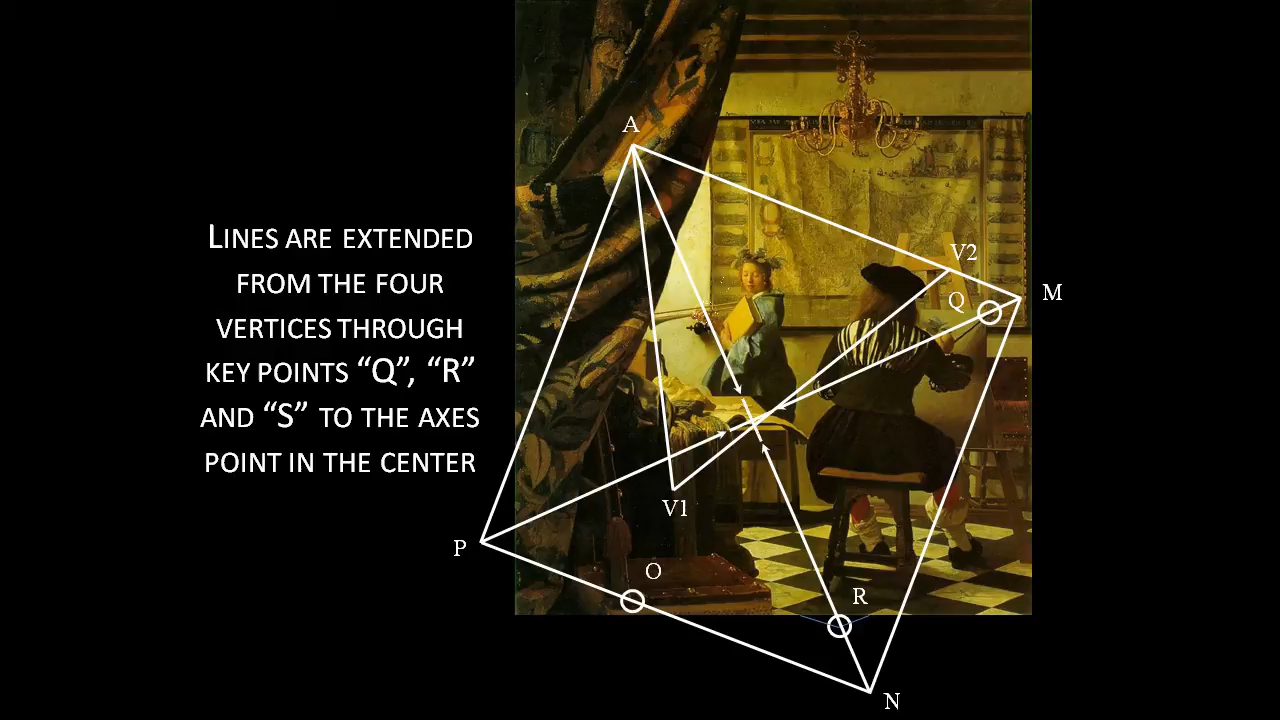 LINES ARE EXTENDED
FROM THE FOUR
VERTICES THROUGH
KEY POINTS “Q”, “R”
AND “S” TO THE AXES
POINT IN THE CENTER
A
V2
M
Q
V1
P
O
R
N